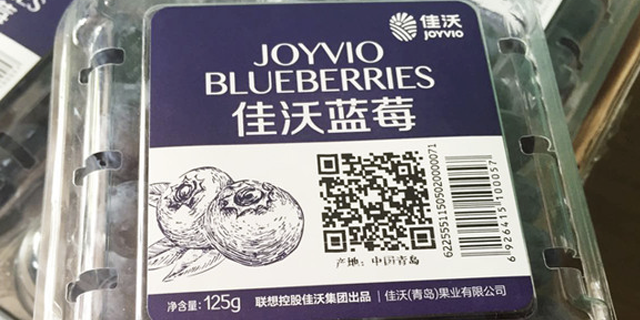 佳沃
JOYVIO
JOYVIO
BLUEBERRIES
佳沃蓝莓
6225551150502000071
6926415100057
产地：中国青岛
净含量：125g
联想控股佳沃集团出品
佳沃(青岛)果业有限公司